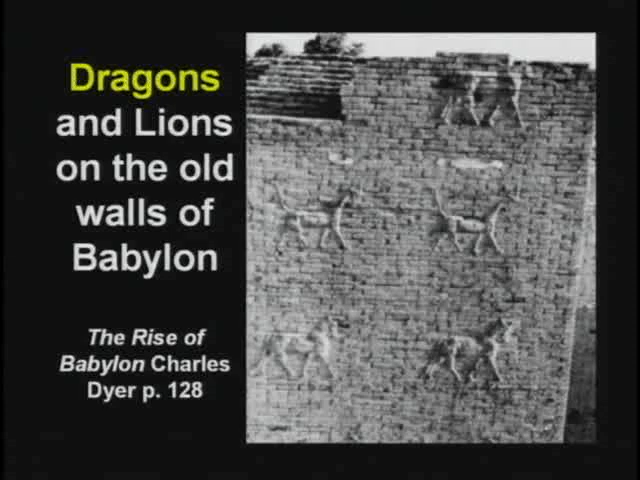 Dragons
and Lions
on the old
walls of
Babylon
The Rise of
Babylon Charles
Dyer p. 128